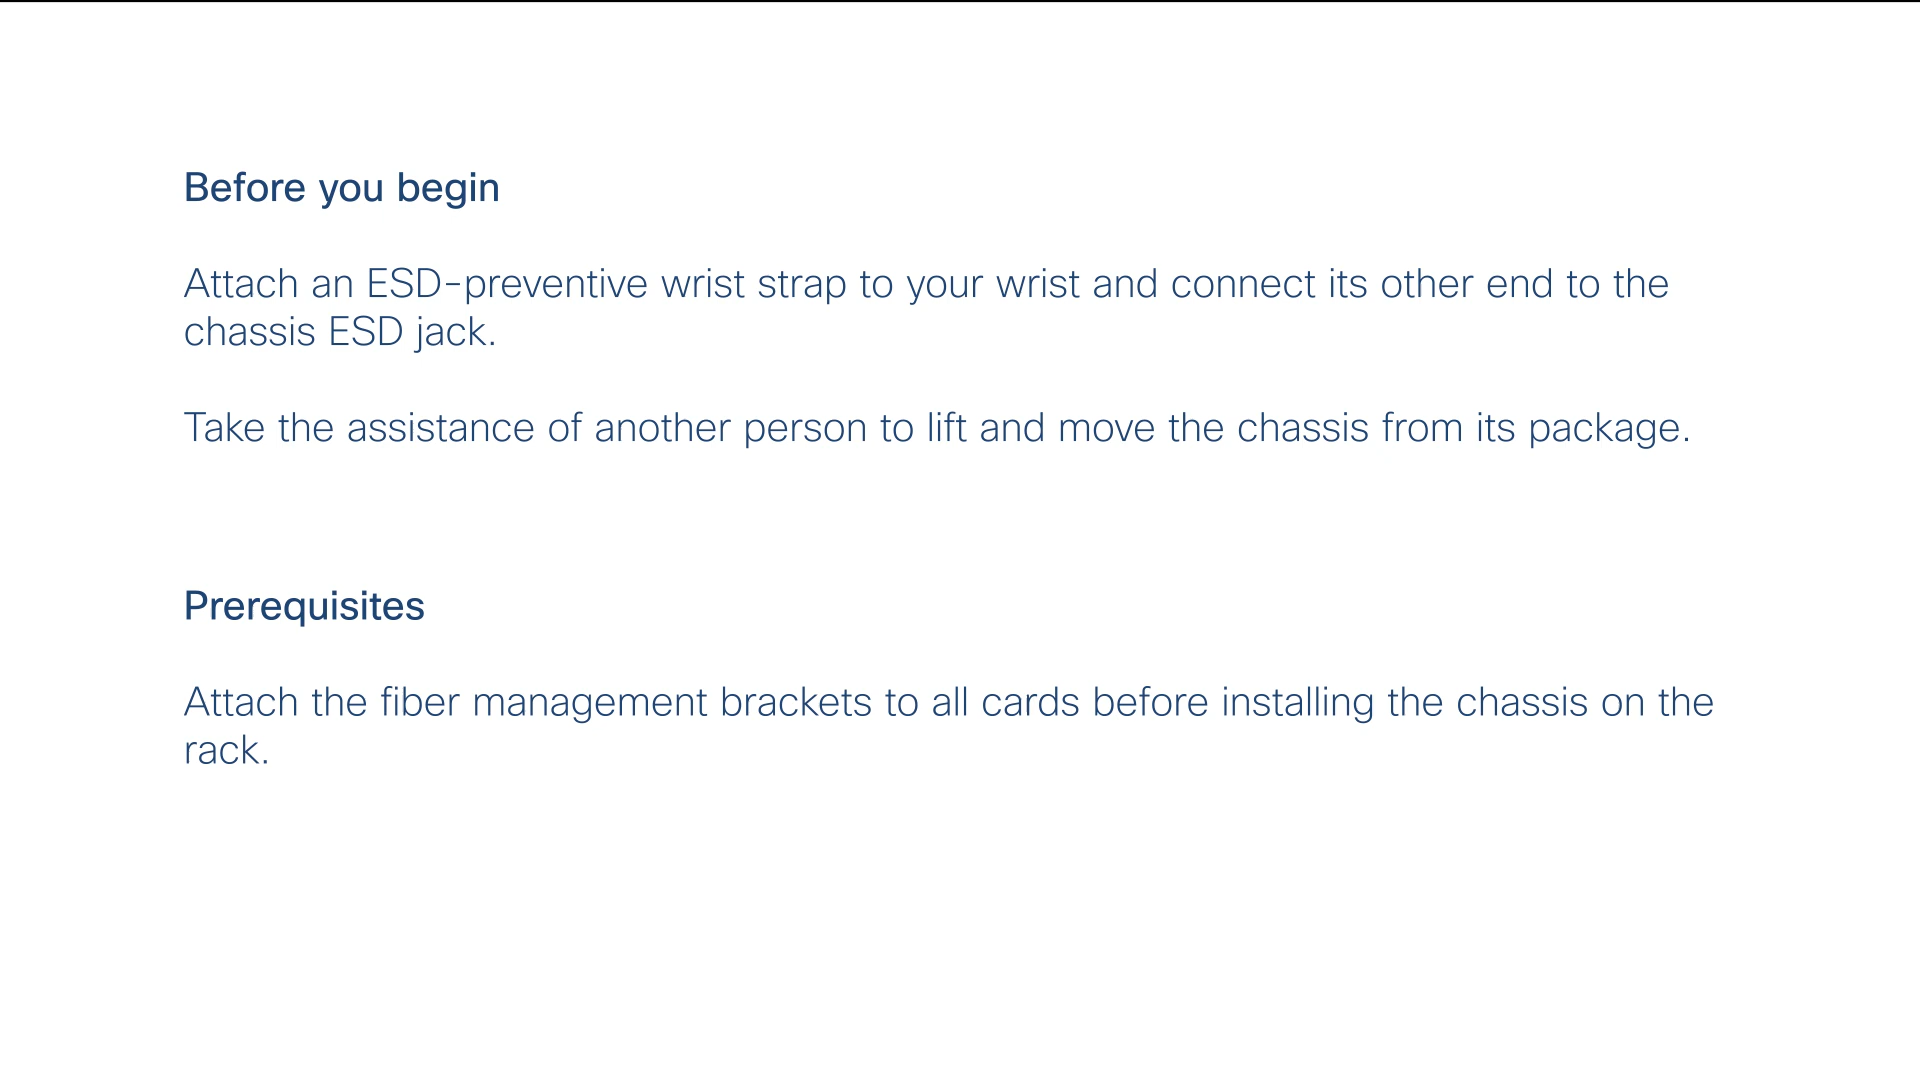 Before you begin
Attach an ESD-preventive wrist strap to your wrist and connect its other end to the
chassis ESD jack.
Take the assistance of another person to lift and move the chassis from its package.
Prerequisites
Attach the fiber management brackets to all cards before installing the chassis on the
rack.